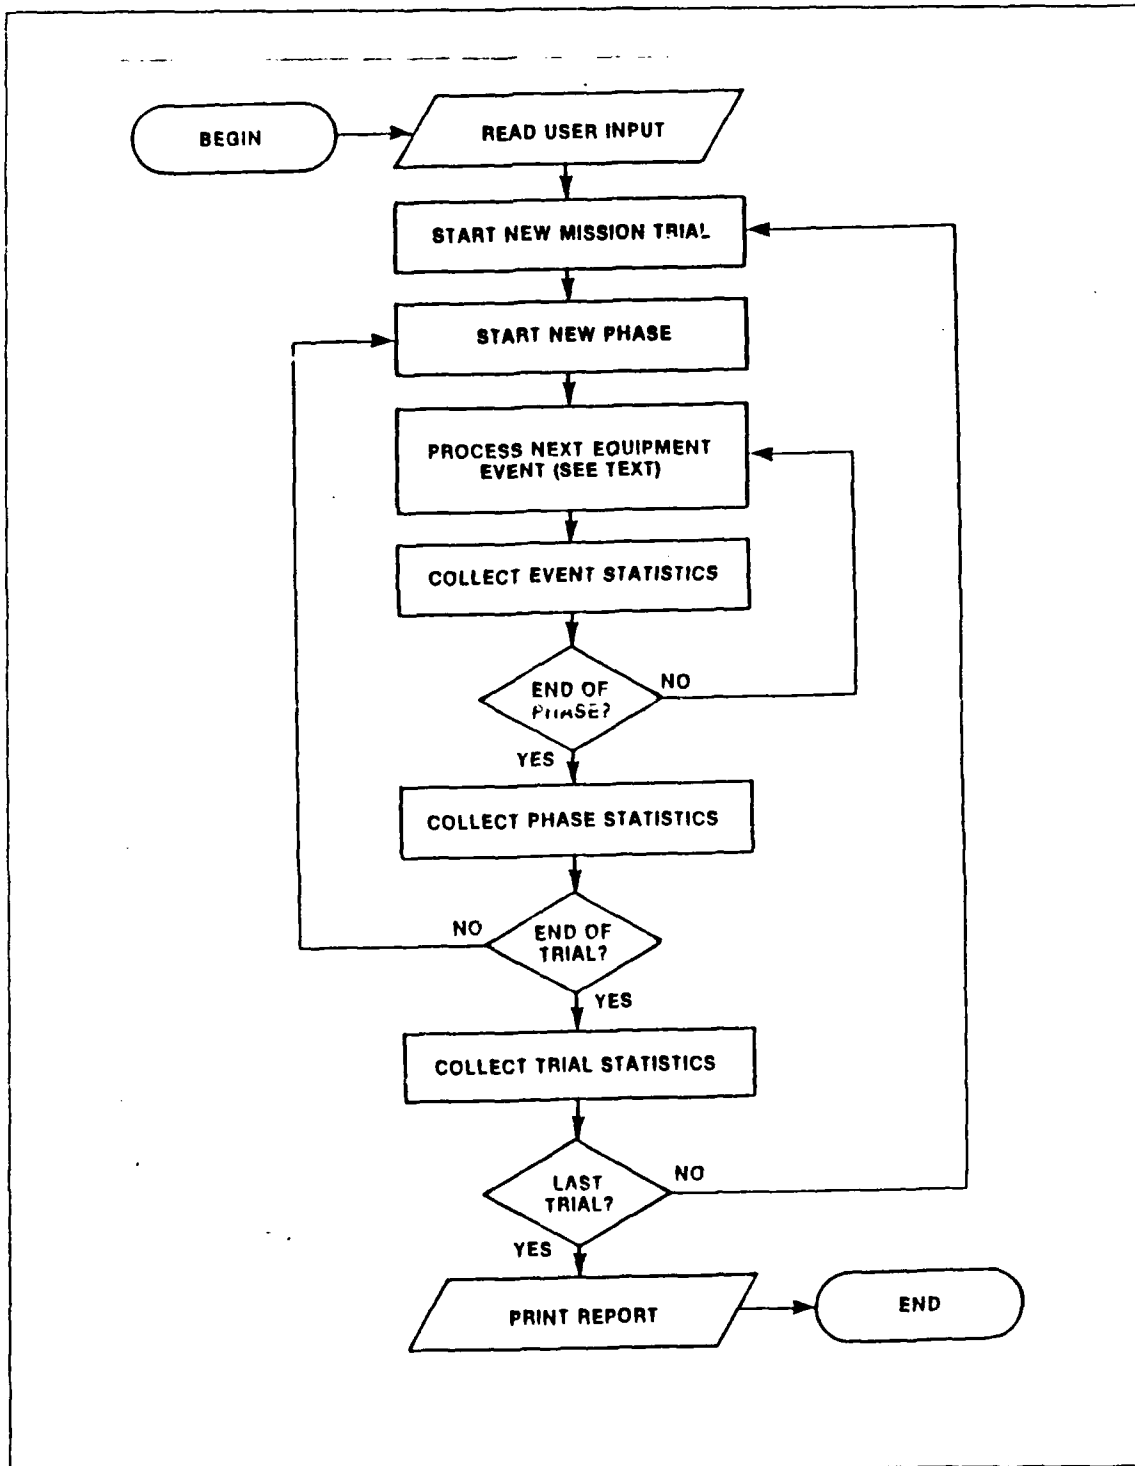 BEGIN
READ USER INPUT
START NEW MISSION TRIAL
START NEW PHASE
PROCESS NEXT EQUIPMENT
EVENT (SEE TEXT)
COLLECT EVENT STATISTICS
END OF
PHASE?
NO
YES
COLLECT PHASE STATISTICS
NO
END OF
TRIAL?
YES
COLLECT TRIAL STATISTICS
LAST
TRIAL?
NO
YES
PRINT REPORT
END